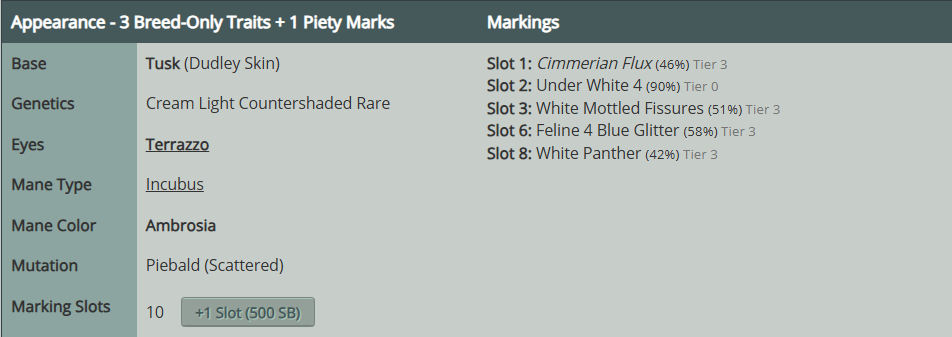 Appearance - 3 Breed-Only Traits + 1 Piety Marks
Base Tusk (Dudley Skin)
Genetics Cream Light Countershaded Rare
Eyes Terrazzo
Mane Type Incubus
Mane Color Ambrosia
Mutation Piebald (Scattered)
Marking Slots 10 +1 Slot (500 SB)
Markings
Slot 1: Cimmerian Flux (46%) Tier 3
Slot 2: Under White 4 (90%) Tier 0
Slot 3: White Mottled Fissures (51%) Tier 3
Slot 6: Feline 4 Blue Glitter (58%) Tier 3
Slot 8: White Panther (42%) Tier 3